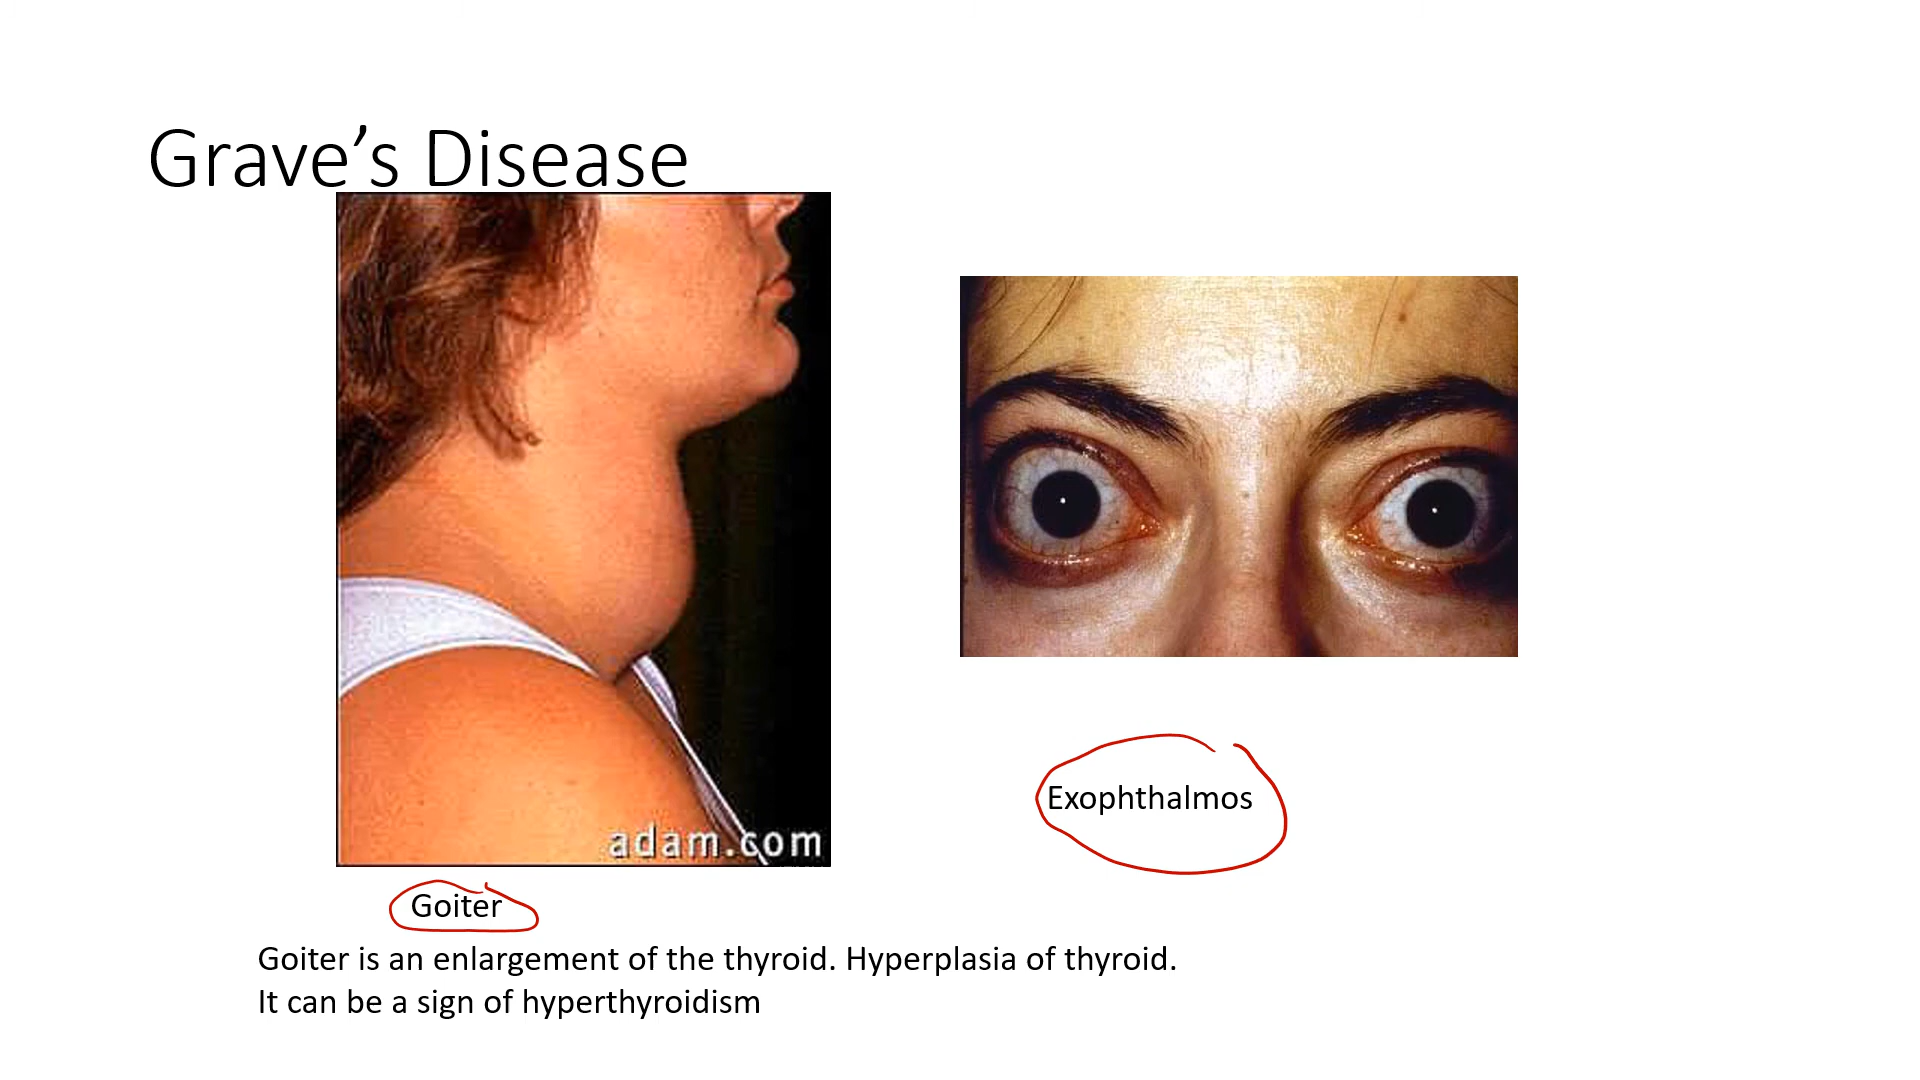 Grave’s Disease
adam.com
Exophthalmos
Goiter
Goiter is an enlargement of the thyroid. Hyperplasia of thyroid.
It can be a sign of hyperthyroidism